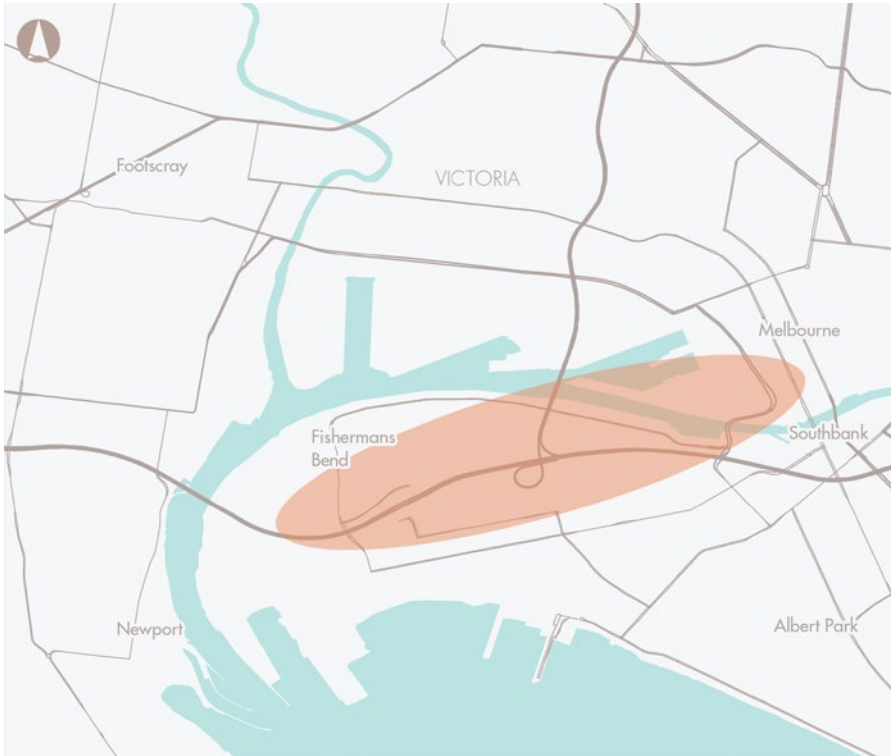 Footscray
VICTORIA
Melbourne
Fishermans
Bend
Southbank
Newport
Albert Park